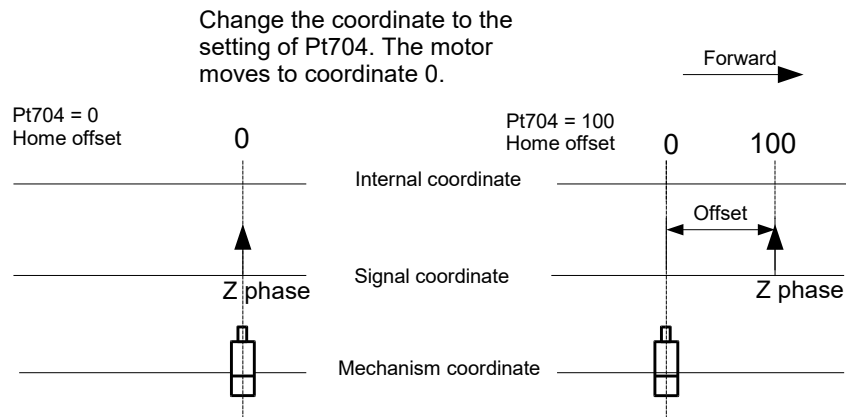 Change the coordinate to the
setting of Pt704. The motor
moves to coordinate 0.
Forward
Pt704 = 0
Home offset
0
Pt704 = 100
Home offset
0
100
Internal coordinate
Offset
Signal coordinate
Z phase
Z phase
Mechanism coordinate